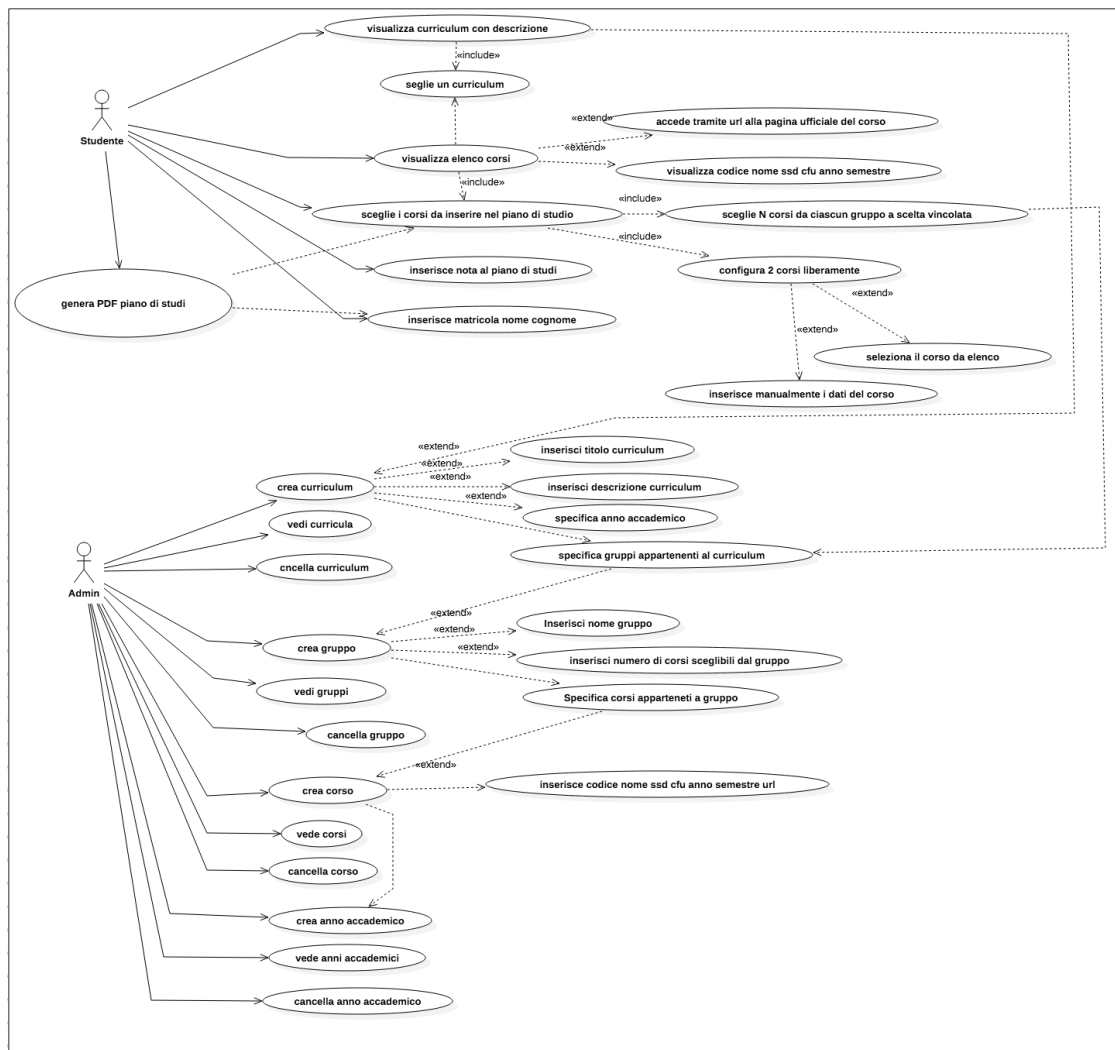 visualizza curriculum con descrizione
«include»
seglie un curriculum
Studente
«extend»
accede tramite url alla pagina ufficiale del corso
«extend»
visualizza elenco corsi
visualizza codice nome ssd cfu anno semestre
«include»
«include»
sceglie i corsi da inserire nel piano di studio
sceglie N corsi da ciascun gruppo a scelta vincolata
«include»
inserisce nota al piano di studi
configura 2 corsi liberamente
«extend»
genera PDF piano di studi
inserisce matricola nome cognome
«extend»
seleziona il corso da elenco
inserisce manualmente i dati del corso
«extend»
inserisci titolo curriculum
«extend»
crea curriculum
inserisci descrizione curriculum
«extend»
specifica anno accademico
vedi curricula
specifica gruppi appartenenti al curriculum
cncella curriculum
Admin
«extend»
Inserisci nome gruppo
«extend»
crea gruppo
«extend»
inserisci numero di corsi sceglibili dal gruppo
vedi gruppi
Specifica corsi apparteneti a gruppo
cancella gruppo
«extend»
crea corso
inserisce codice nome ssd cfu anno semestre url
vede corsi
cancella corso
crea anno accademico
vede anni accademici
cancella anno accademico